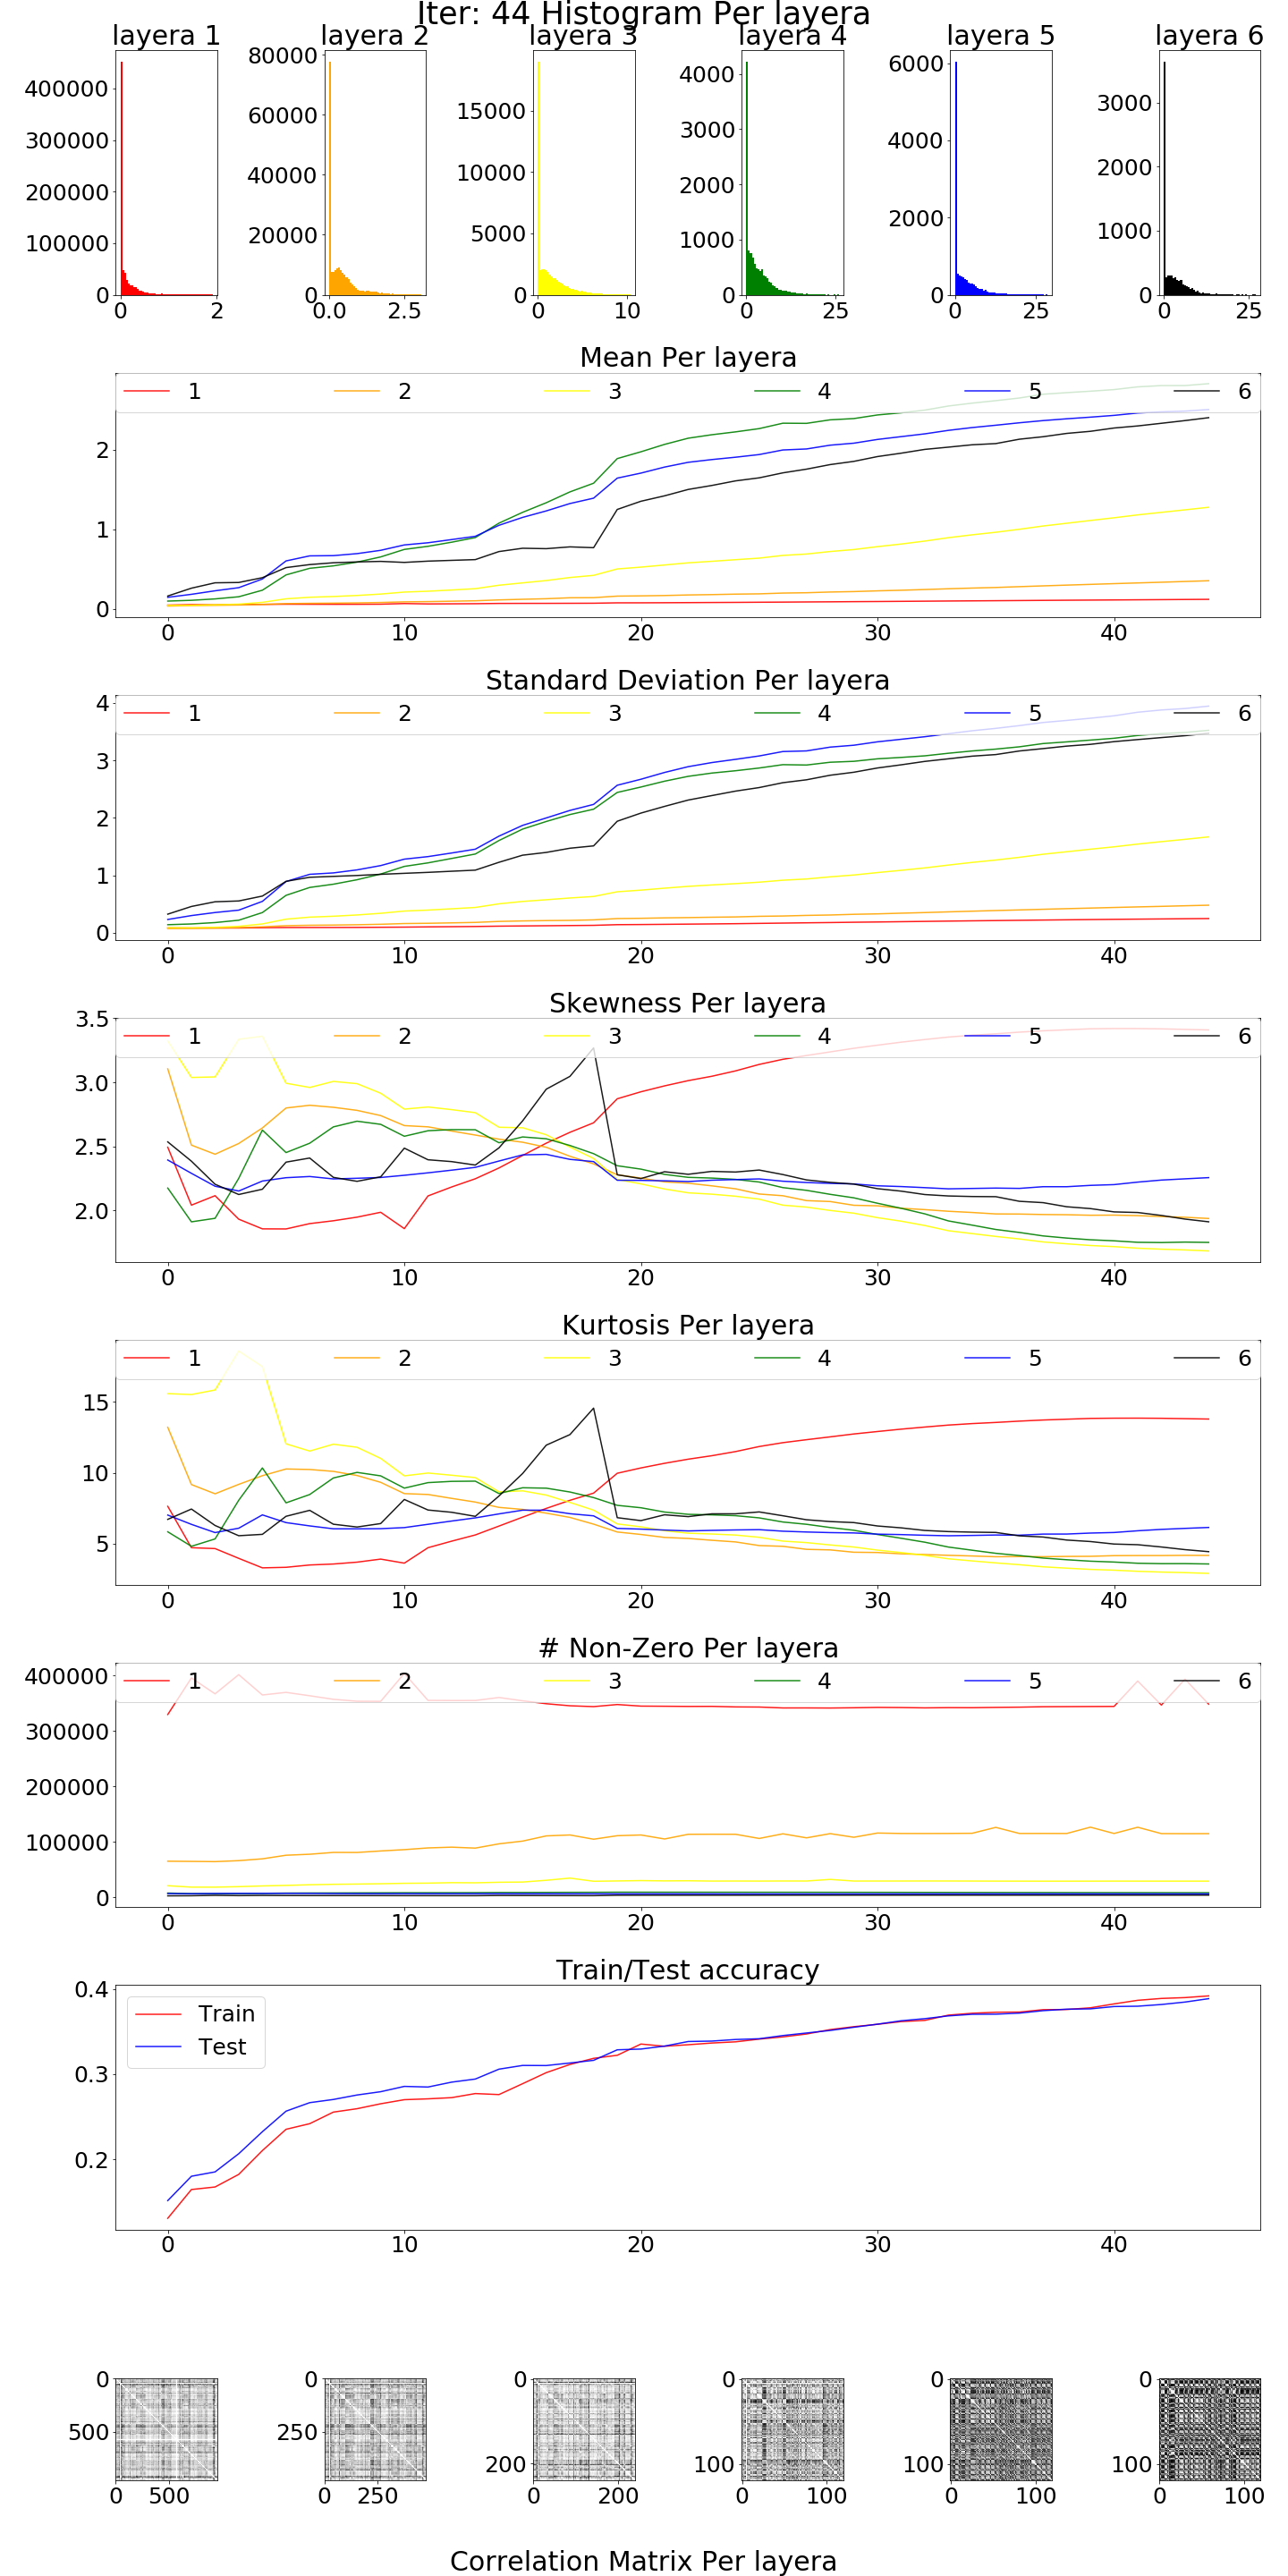 Iter: 44 Histogram Per layera
layera 1 layera 2 layera 3 layera 4 layera 5 layera 6
400000 300000 200000 100000 0
0 2
80000 60000 40000 20000 0
0.0 2.5
15000 10000 5000 0
0 10
4000 3000 2000 1000 0
0 25
6000 4000 2000 0
0 25
3000 2000 1000 0
0 25
Mean Per layera
1 2 3 4 5 6
2
1
0
0 10 20 30 40
Standard Deviation Per layera
4
1 2 3 4 5 6
3
2
1
0
0 10 20 30 40
Skewness Per layera
3.5
1 2 3 4 5 6
3.0
2.5
2.0
0 10 20 30 40
Kurtosis Per layera
1 2 3 4 5 6
15
10
5
0 10 20 30 40
# Non-Zero Per layera
400000 1 2 3 4 5 6
300000
200000
100000
0
0 10 20 30 40
Train/Test accuracy
0.4
Train
Test
0.3
0.2
0 10 20 30 40
0 500
0 500
0 250
0 250
0 200
0 200
0 100
0 100
0 100
0 100
0 100
0 100
Correlation Matrix Per layera